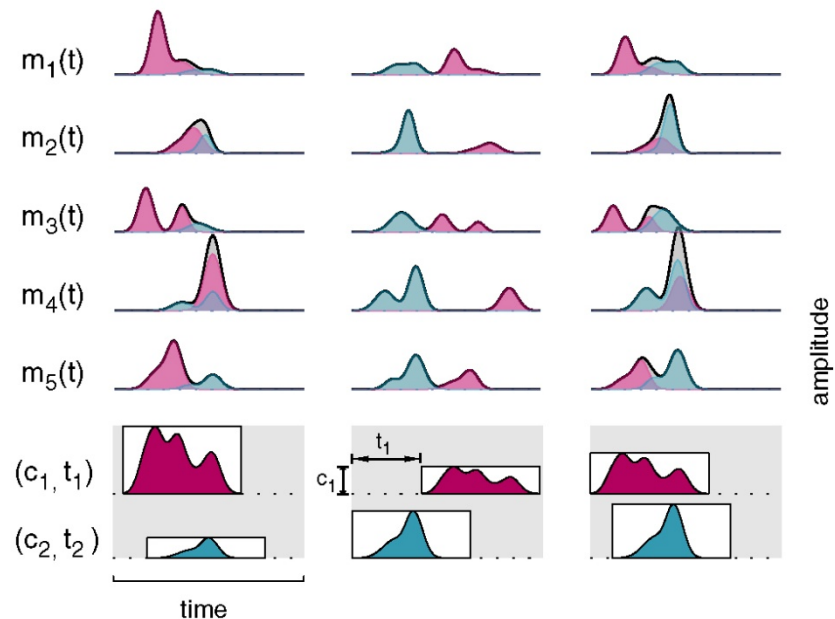 m1(t)
m2(t)
m3(t)
m4(t)
m5(t)
amplitude
(c1, t1)
t1
c1
(c2, t2)
time